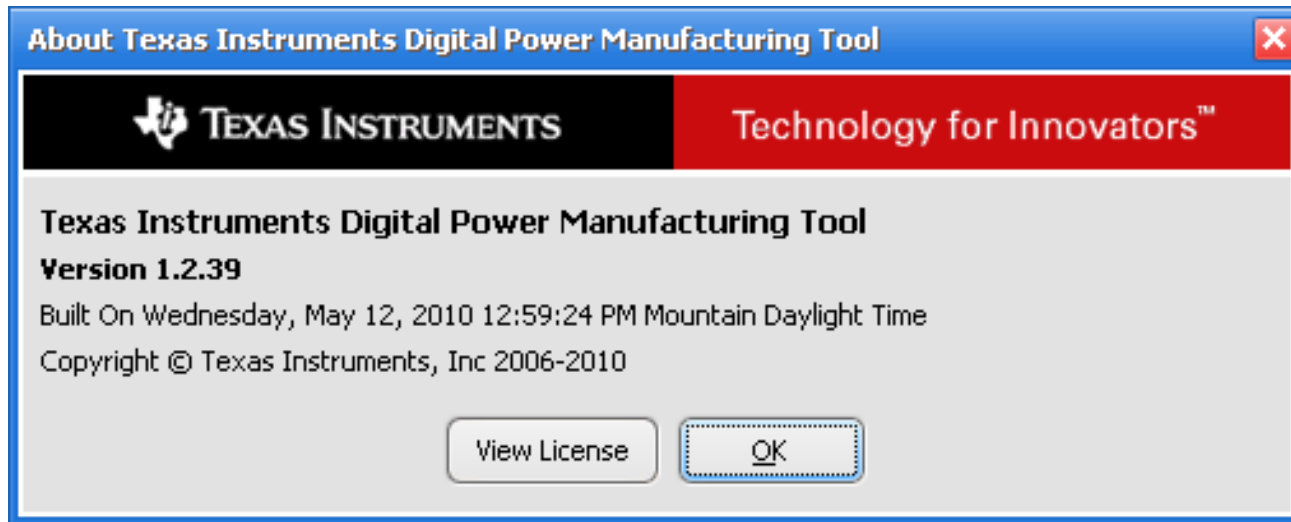 About Texas Instruments Digital Power Manufacturing Tool
TEXAS INSTRUMENTS
Technology for Innovators™
Texas Instruments Digital Power Manufacturing Tool
Version 1.2.39
Built On Wednesday, May 12, 2010 12:59:24 PM Mountain Daylight Time
Copyright © Texas Instruments, Inc 2006-2010
View License
OK